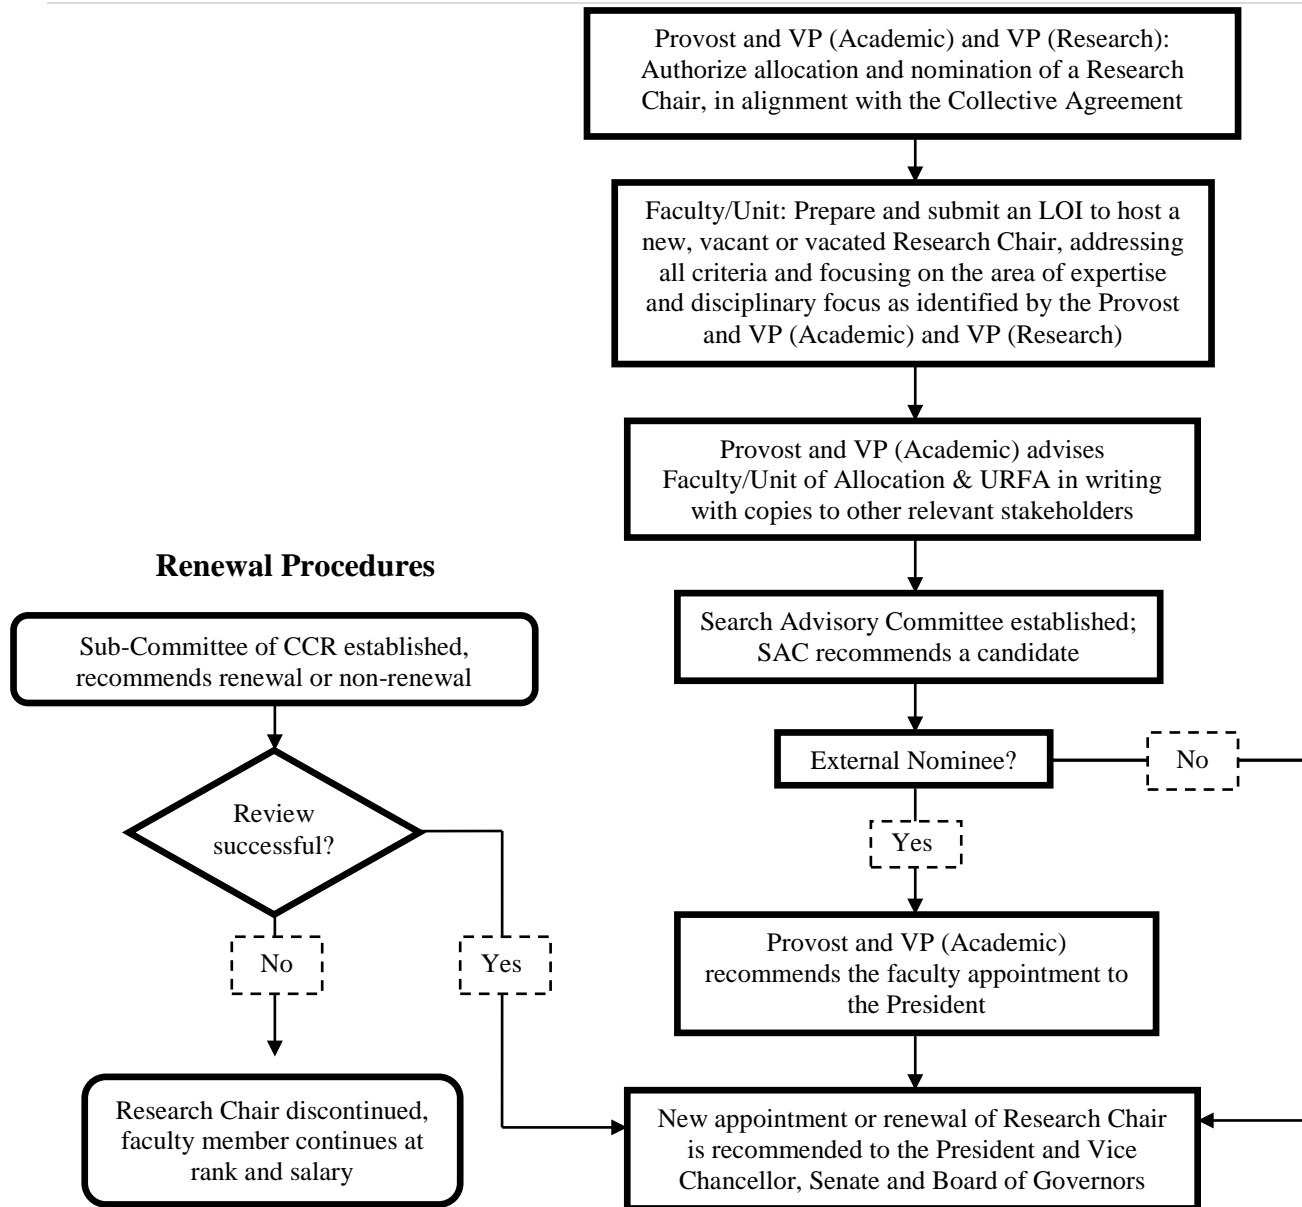 Provost and VP (Academic) and VP (Research):
Authorize allocation and nomination of a Research
Chair, in alignment with the Collective Agreement
Faculty/Unit: Prepare and submit an LOI to host a
new, vacant or vacated Research Chair, addressing
all criteria and focusing on the area of expertise
and disciplinary focus as identified by the Provost
and VP (Academic) and VP (Research)
Provost and VP (Academic) advises
Faculty/Unit of Allocation & URFA in writing
with copies to other relevant stakeholders
Search Advisory Committee established;
SAC recommends a candidate
External Nominee?
No
Yes
Provost and VP (Academic)
recommends the faculty appointment to
the President
New appointment or renewal of Research Chair
is recommended to the President and Vice
Chancellor, Senate and Board of Governors
Renewal Procedures
Sub-Committee of CCR established,
recommends renewal or non-renewal
Review
successful?
No
Yes
Research Chair discontinued,
faculty member continues at
rank and salary